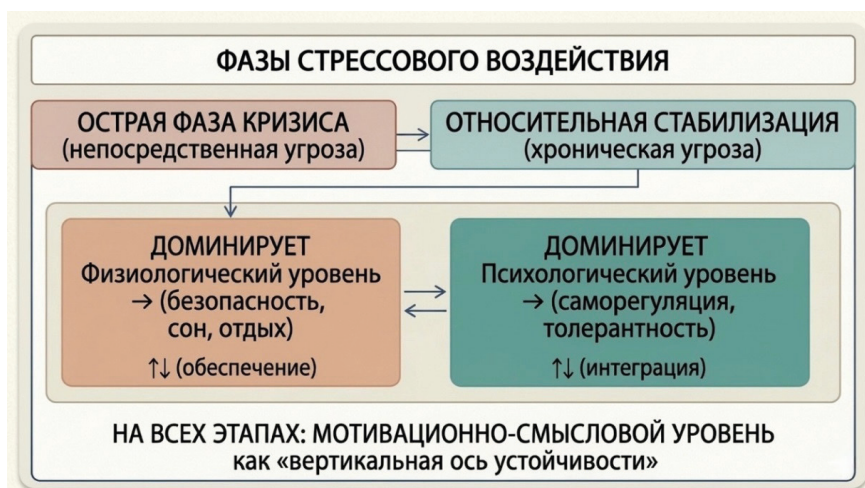 ФАЗЫ СТРЕССОВОГО ВОЗДЕЙСТВИЯ
ОСТРАЯ ФАЗА КРИЗИСА
(непосредственная угроза)
ОТНОСИТЕЛЬНАЯ СТАБИЛИЗАЦИЯ
(хроническая угроза)
ДОМИНИРУЕТ
Физиологический уровень
→ (безопасность,
сон, отдых)
↑↓ (обеспечение)
ДОМИНИРУЕТ
Психологический уровень
→ (саморегуляция,
толерантность)
↑↓ (интеграция)
НА ВСЕХ ЭТАПАХ: МОТИВАЦИОННО-СМЫСЛОВОЙ УРОВЕНЬ
как «вертикальная ось устойчивости»